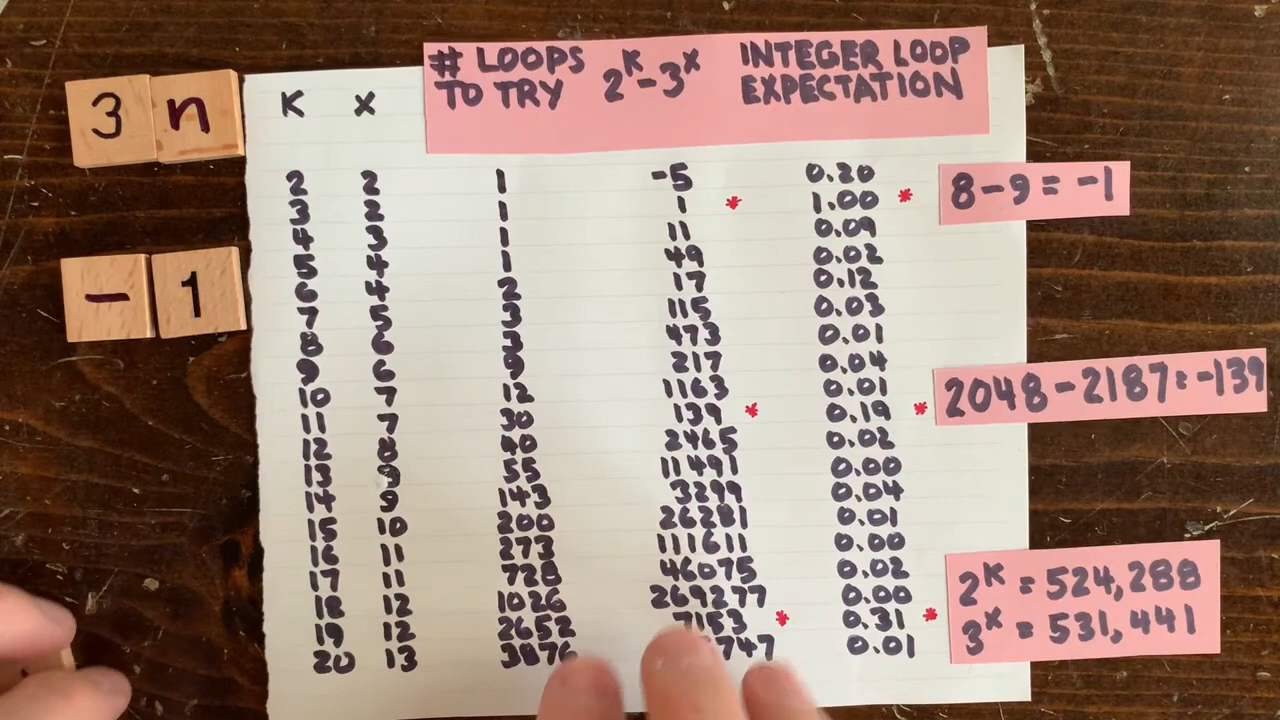 # LOOPS TO TRY
2^K-3^X
INTEGER LOOP
EXPECTATION
3 n
K X
- 1
2 2 1 -5 0.20
3 2 1 1 * 1.00 * 8-9=-1
4 3 1 11 0.09
5 4 1 49 0.02
6 4 2 17 0.12
7 5 3 115 0.03
8 6 3 473 0.01
9 6 9 217 0.04
10 7 12 1163 0.01
11 7 30 139 * 0.19 * 2048-2187=-139
12 8 40 2465 0.02
13 9 55 11491 0.00
14 9 143 3299 0.04
15 10 200 26281 0.01
16 11 273 111611 0.00
17 11 728 46075 0.02
18 12 1026 269277 0.00
19 12 2652 7153 * 0.31 *
20 13 3876 0.01
2^K = 524,288
3^X = 531,441